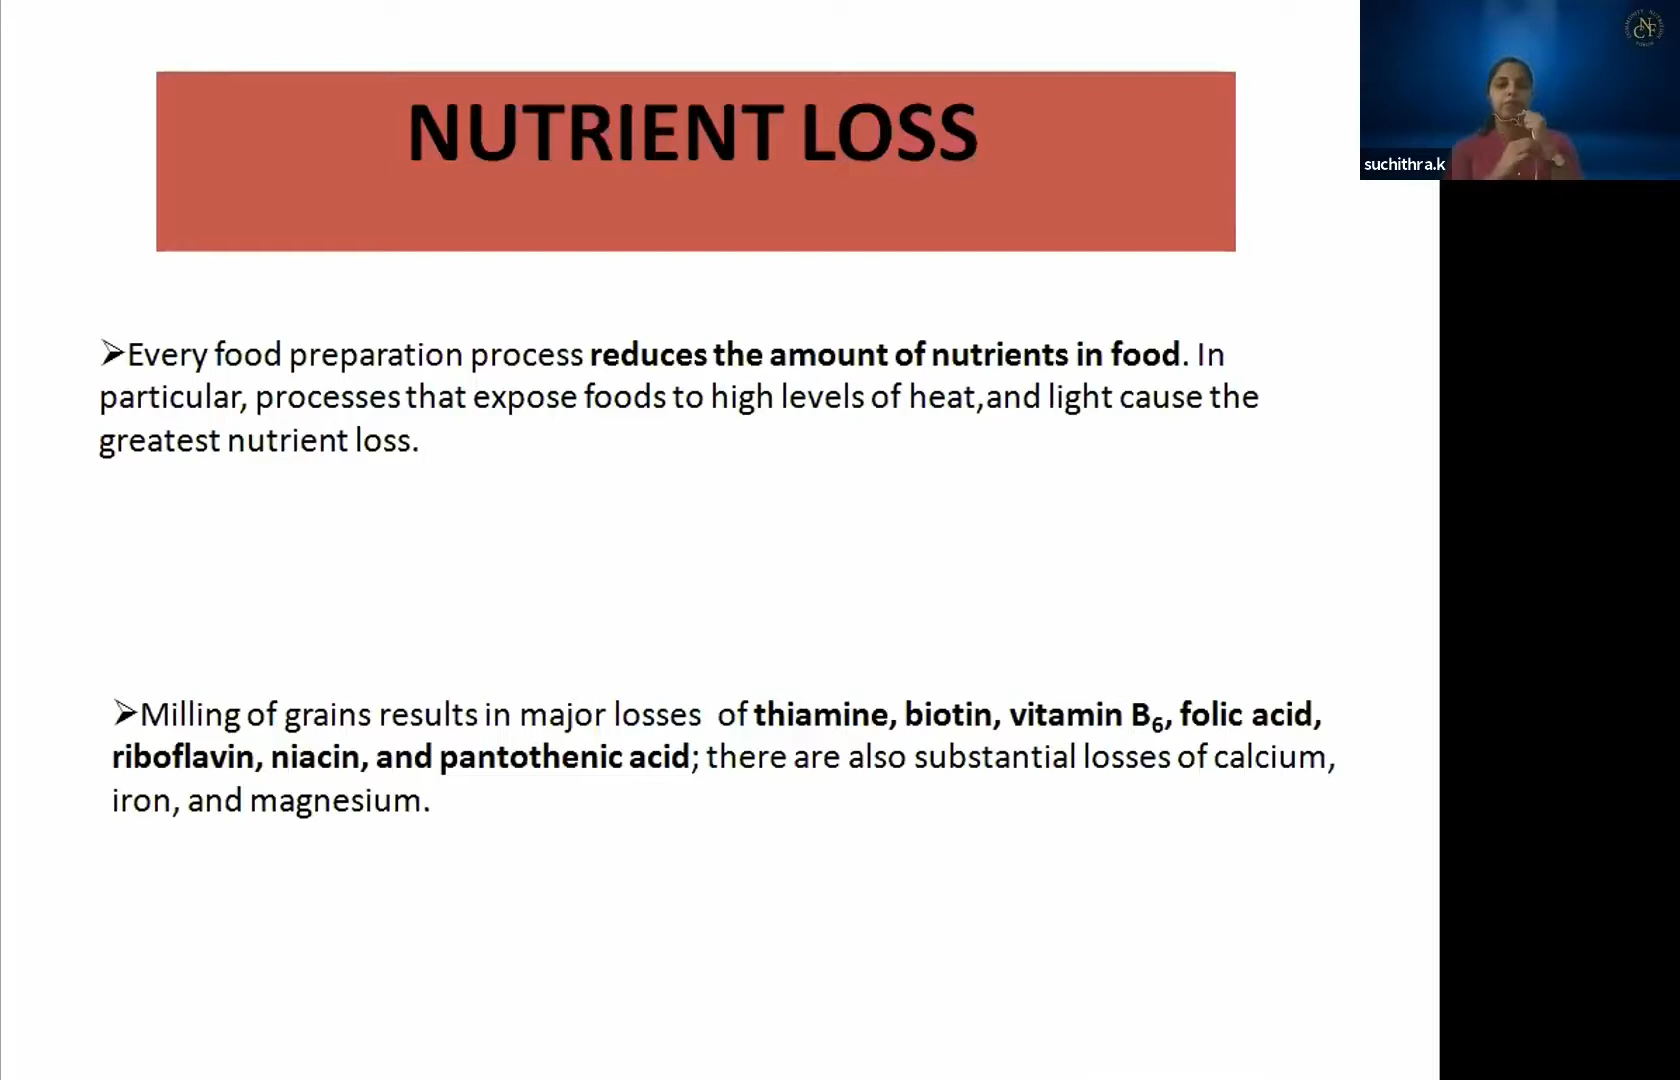 NUTRIENT LOSS
➢Every food preparation process reduces the amount of nutrients in food. In
particular, processes that expose foods to high levels of heat,and light cause the
greatest nutrient loss.
➢Milling of grains results in major losses of thiamine, biotin, vitamin B₆, folic acid,
riboflavin, niacin, and pantothenic acid; there are also substantial losses of calcium,
iron, and magnesium.
suchithra.k
COMMUNITY NUTRITION
FORUM